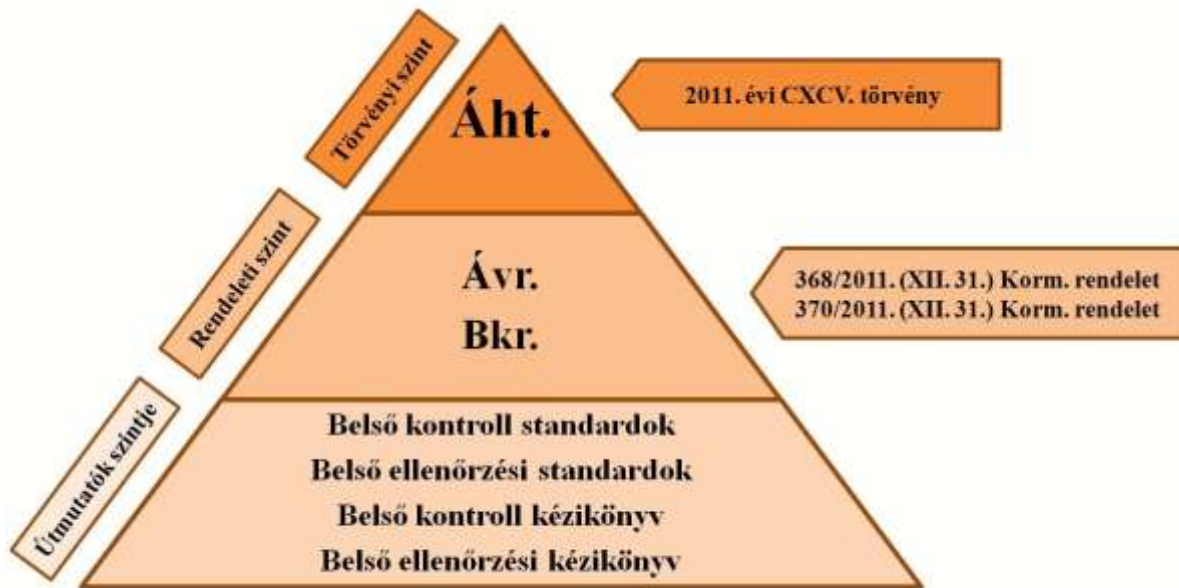 Törvényi szint
Áht.
2011. évi CXCV. törvény
Rendeleti szint
Ávr.
Bkr.
368/2011. (XII. 31.) Korm. rendelet
370/2011. (XII. 31.) Korm. rendelet
Útmutatók szintje
Belső kontroll standardok
Belső ellenőrzési standardok
Belső kontroll kézikönyv
Belső ellenőrzési kézikönyv